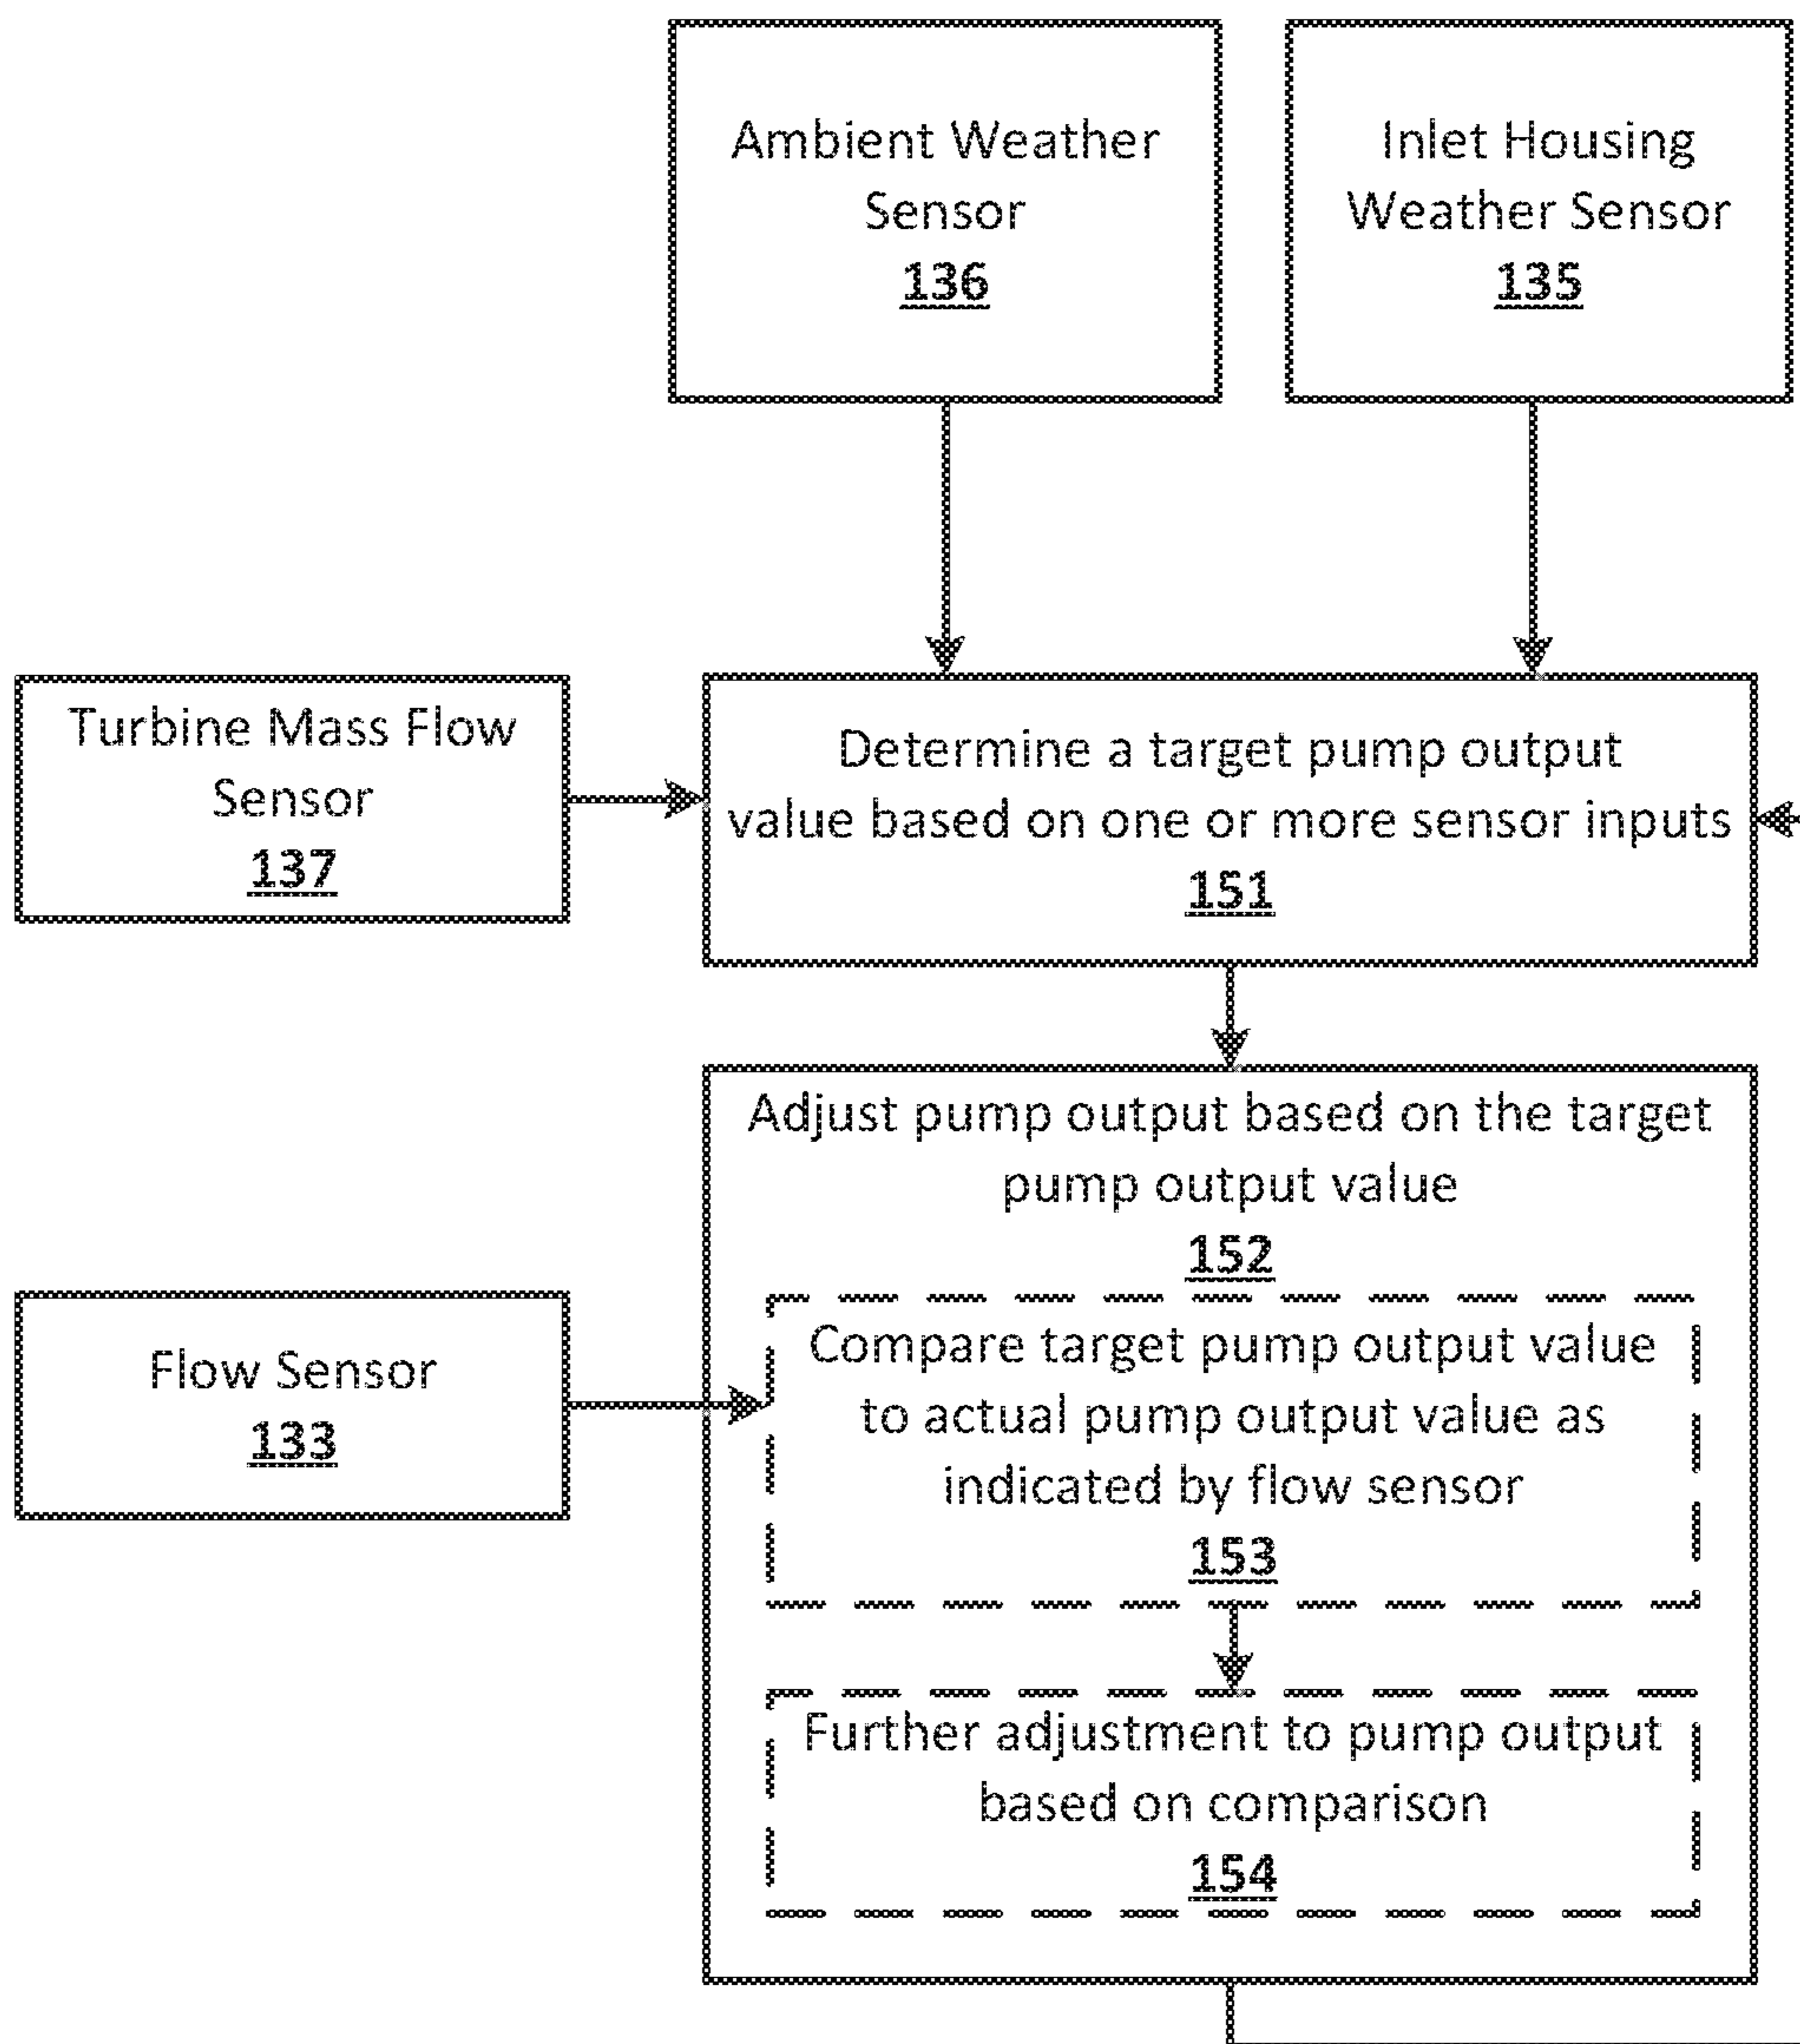 Ambient Weather
Sensor
136
Inlet Housing
Weather Sensor
135
Turbine Mass Flow
Sensor
137
Determine a target pump output
value based on one or more sensor inputs
151
Adjust pump output based on the target
pump output value
152
Flow Sensor
133
Compare target pump output value
to actual pump output value as
indicated by flow sensor
153
Further adjustment to pump output
based on comparison
154